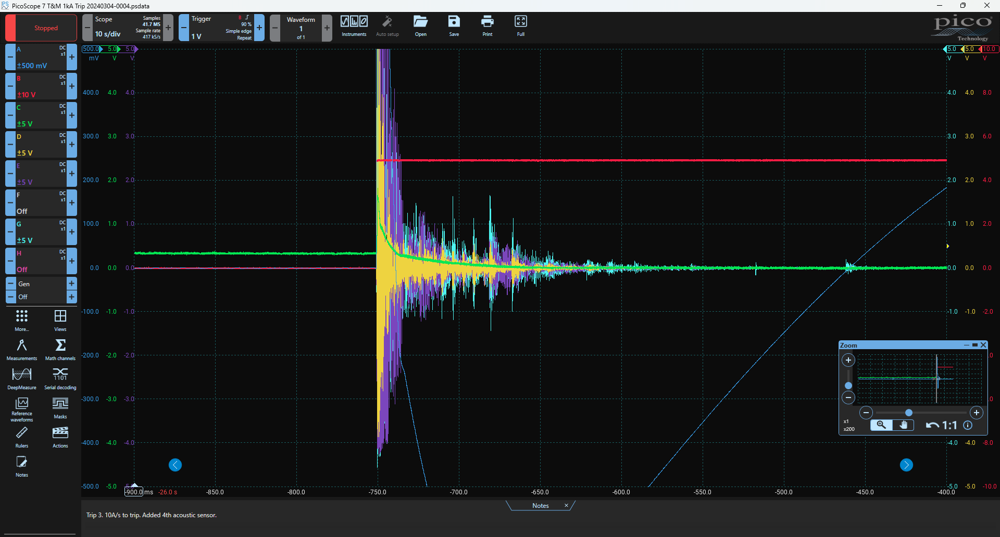 PicoScope 7 T&M 1kA Trip 20240304-0004.psdata
Stopped
Scope
10 s/div
Samples
41.7 MS
Sample rate
417 kS/s
Trigger
1 V
B
90 %
Simple edge
Repeat
Waveform
1
of 1
Instruments
Auto setup
Open
Save
Print
Full
pico
Technology
A DC
x1
±500 mV
B DC
x1
±10 V
C DC
x1
±5 V
D DC
x1
±5 V
E DC
x1
±5 V
F DC
x1
Off
G DC
x1
±5 V
H DC
x1
Off
Gen
Off
More...
Views
Measurements
Math channels
DeepMeasure
Serial decoding
Reference
waveforms
Masks
Rulers
Actions
Notes
500.0 5.0 5.0
mV V V
400.0 4.0 4.0
300.0 3.0 3.0
200.0 2.0 2.0
100.0 1.0 1.0
0.0 0.0 0.0
-100.0 -1.0 -1.0
-200.0 -2.0 -2.0
-300.0 -3.0 -3.0
-400.0 -4.0 -4.0
-500.0 -5.0 -5.0
5.0 5.0 10.0
V V V
4.0 4.0 8.0
3.0 3.0 6.0
2.0 2.0 4.0
1.0 1.0 2.0
0.0 0.0 0.0
-1.0 -1.0 -2.0
.0
.0
-4.0 -4.0 -8.0
-5.0 -5.0 -10.0
Zoom
x1
x200
1:1
-900.0 ms -26.0 s -850.0 -800.0 -750.0 -700.0 -650.0 -600.0 -550.0 -500.0 -450.0 -400.0
Notes
Trip 3. 10A/s to trip. Added 4th acoustic sensor.